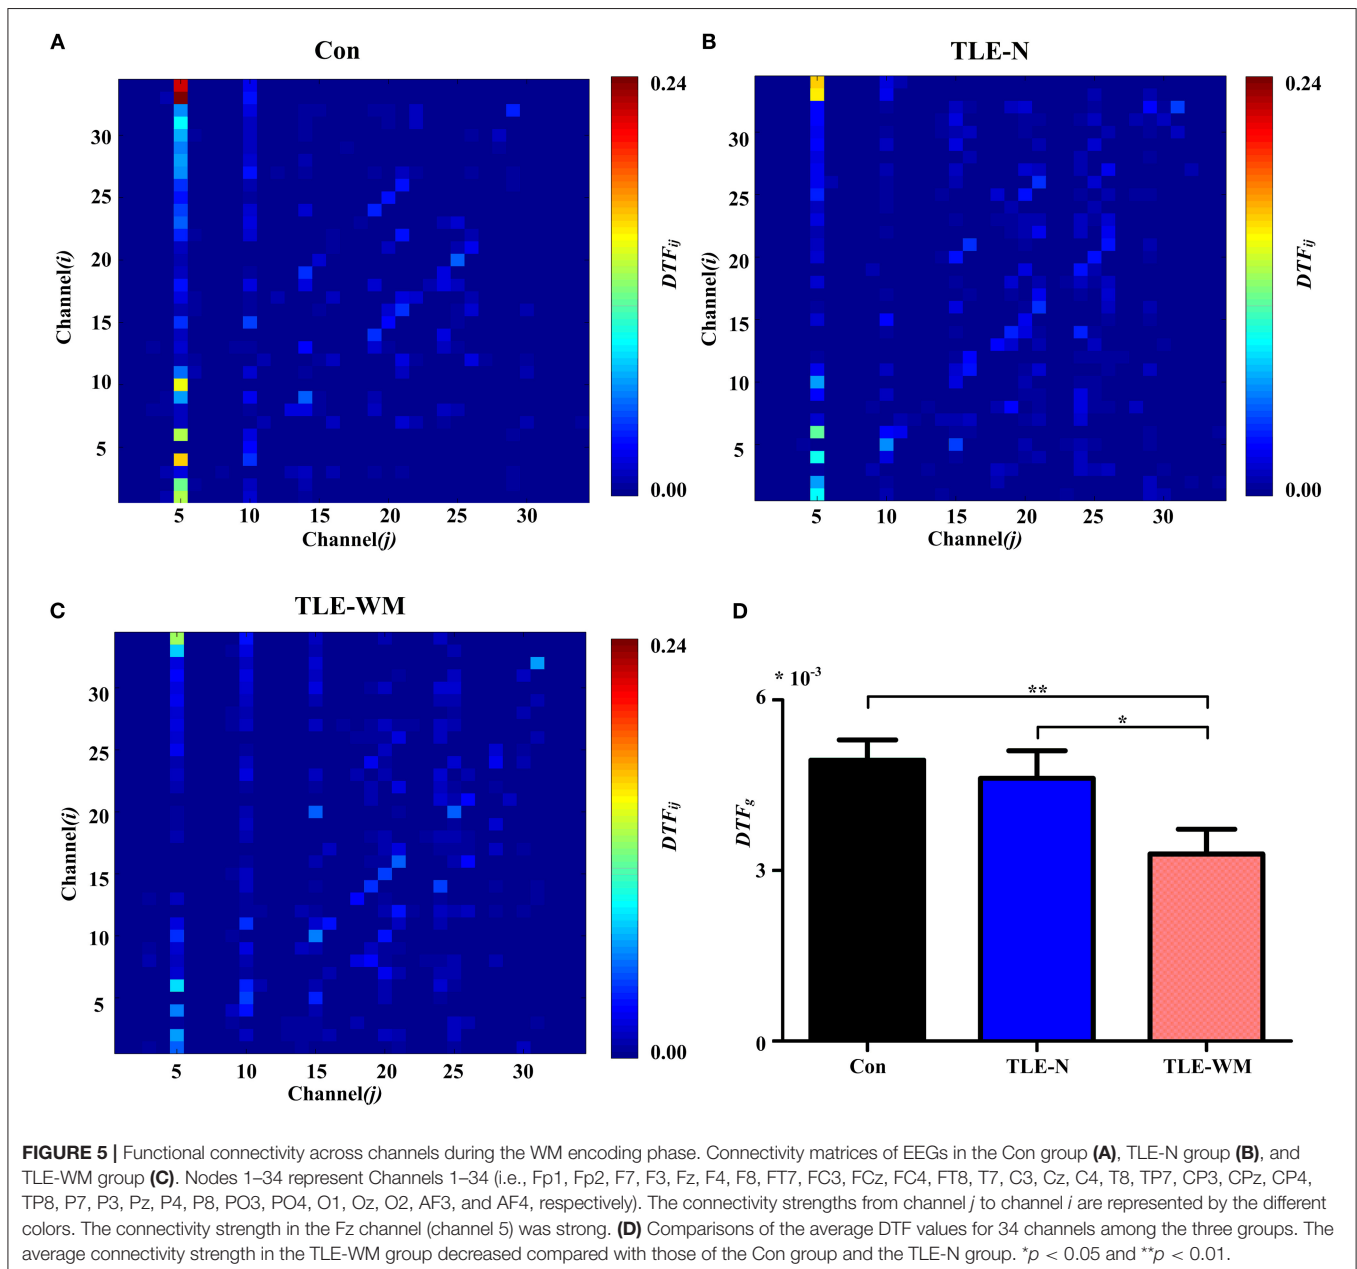 A
Con
0.24
30
25
20
15
10
5
0.00
Channel(i)
DTFij
5 10 15 20 25 30
Channel(j)
B
TLE-N
0.24
30
25
20
15
10
5
0.00
Channel(i)
DTFij
5 10 15 20 25 30
Channel(j)
C
TLE-WM
0.24
30
25
20
15
10
5
0.00
Channel(i)
DTFij
5 10 15 20 25 30
Channel(j)
D
* 10-3
6
**
*
3
0
DTFg
Con TLE-N TLE-WM
FIGURE 5 | Functional connectivity across channels during the WM encoding phase. Connectivity matrices of EEGs in the Con group (A), TLE-N group (B), and
TLE-WM group (C). Nodes 1–34 represent Channels 1–34 (i.e., Fp1, Fp2, F7, F3, Fz, F4, F8, FT7, FC3, FCz, FC4, FT8, T7, C3, Cz, C4, T8, TP7, CP3, CPz, CP4,
TP8, P7, P3, Pz, P4, P8, PO3, PO4, O1, Oz, O2, AF3, and AF4, respectively). The connectivity strengths from channel j to channel i are represented by the different
colors. The connectivity strength in the Fz channel (channel 5) was strong. (D) Comparisons of the average DTF values for 34 channels among the three groups. The
average connectivity strength in the TLE-WM group decreased compared with those of the Con group and the TLE-N group. *p < 0.05 and **p < 0.01.